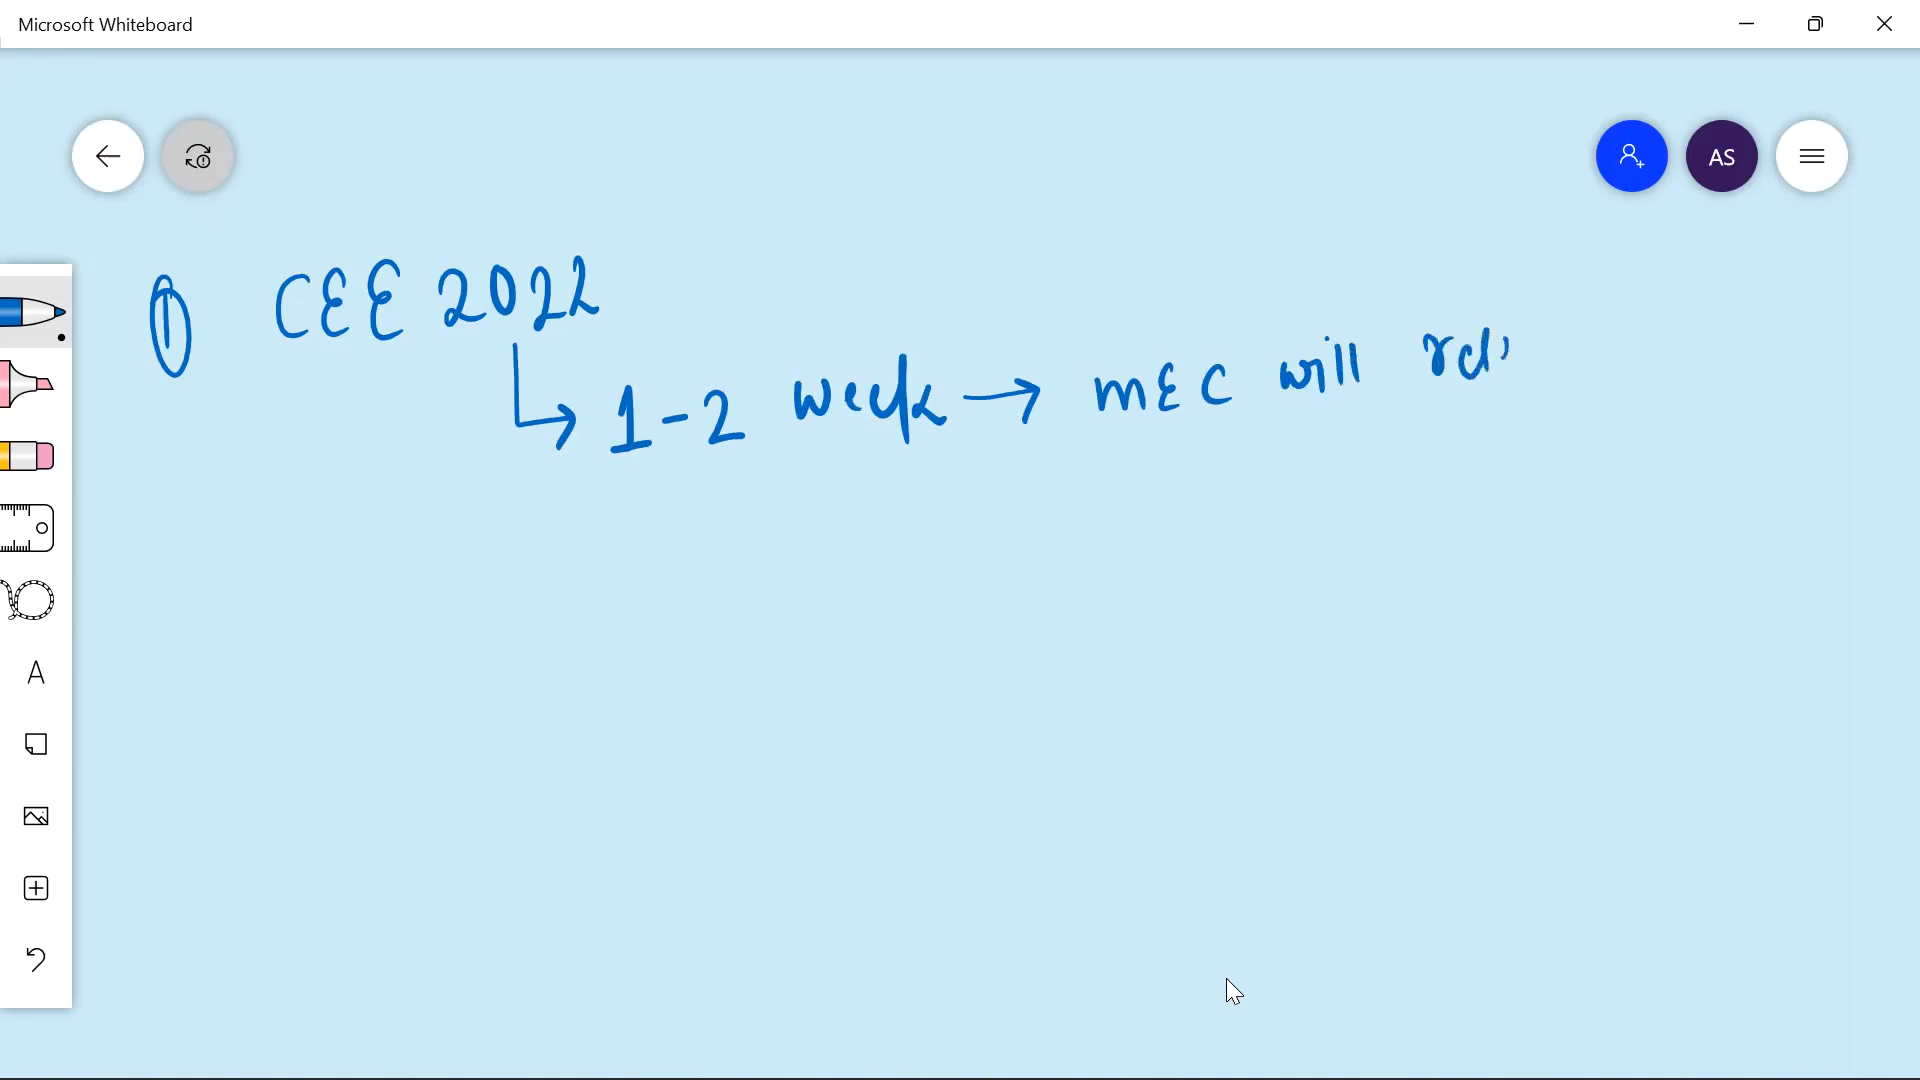 Microsoft Whiteboard
AS
① CEE 2022
1-2 week → MEC will
A